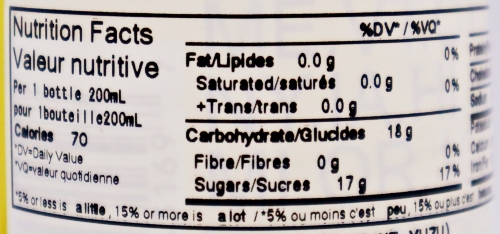 Nutrition Facts
Valeur nutritive
Per 1 bottle 200mL
pour 1bouteille200mL
Calories 70
*DV=Daily Value
*VQ=valeur quotidienne
%DV* / %VQ*
Fat/Lipides 0.0 g 0%
Saturated/saturés 0.0 g
+Trans/trans 0.0 g 0%
Carbohydrate/Glucides 18 g
Fibre/Fibres 0 g 0%
Sugars/Sucres 17 g 17%
*5% or less is a little, 15% or more is a lot / *5% ou moins c'est peu, 15% ou plus c'est
YUZU)